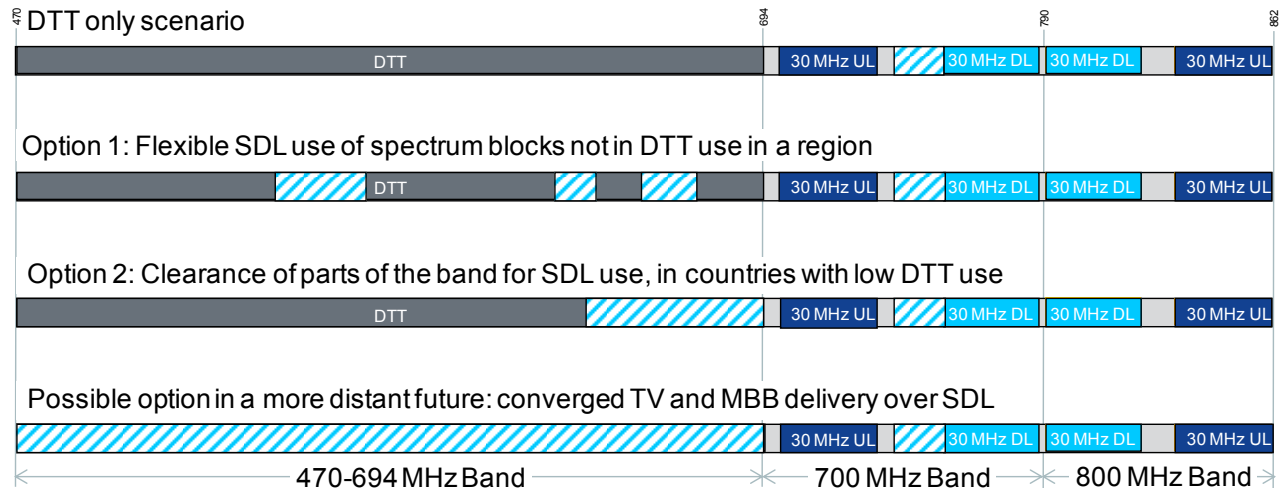 470 694 790 862
DTT only scenario
DTT 30 MHz UL 30 MHz DL 30 MHz DL 30 MHz UL
Option 1: Flexible SDL use of spectrum blocks not in DTT use in a region
DTT 30 MHz UL 30 MHz DL 30 MHz DL 30 MHz UL
Option 2: Clearance of parts of the band for SDL use, in countries with low DTT use
DTT 30 MHz UL 30 MHz DL 30 MHz DL 30 MHz UL
Possible option in a more distant future: converged TV and MBB delivery over SDL
30 MHz UL 30 MHz DL 30 MHz DL 30 MHz UL
470-694 MHz Band 700 MHz Band 800 MHz Band